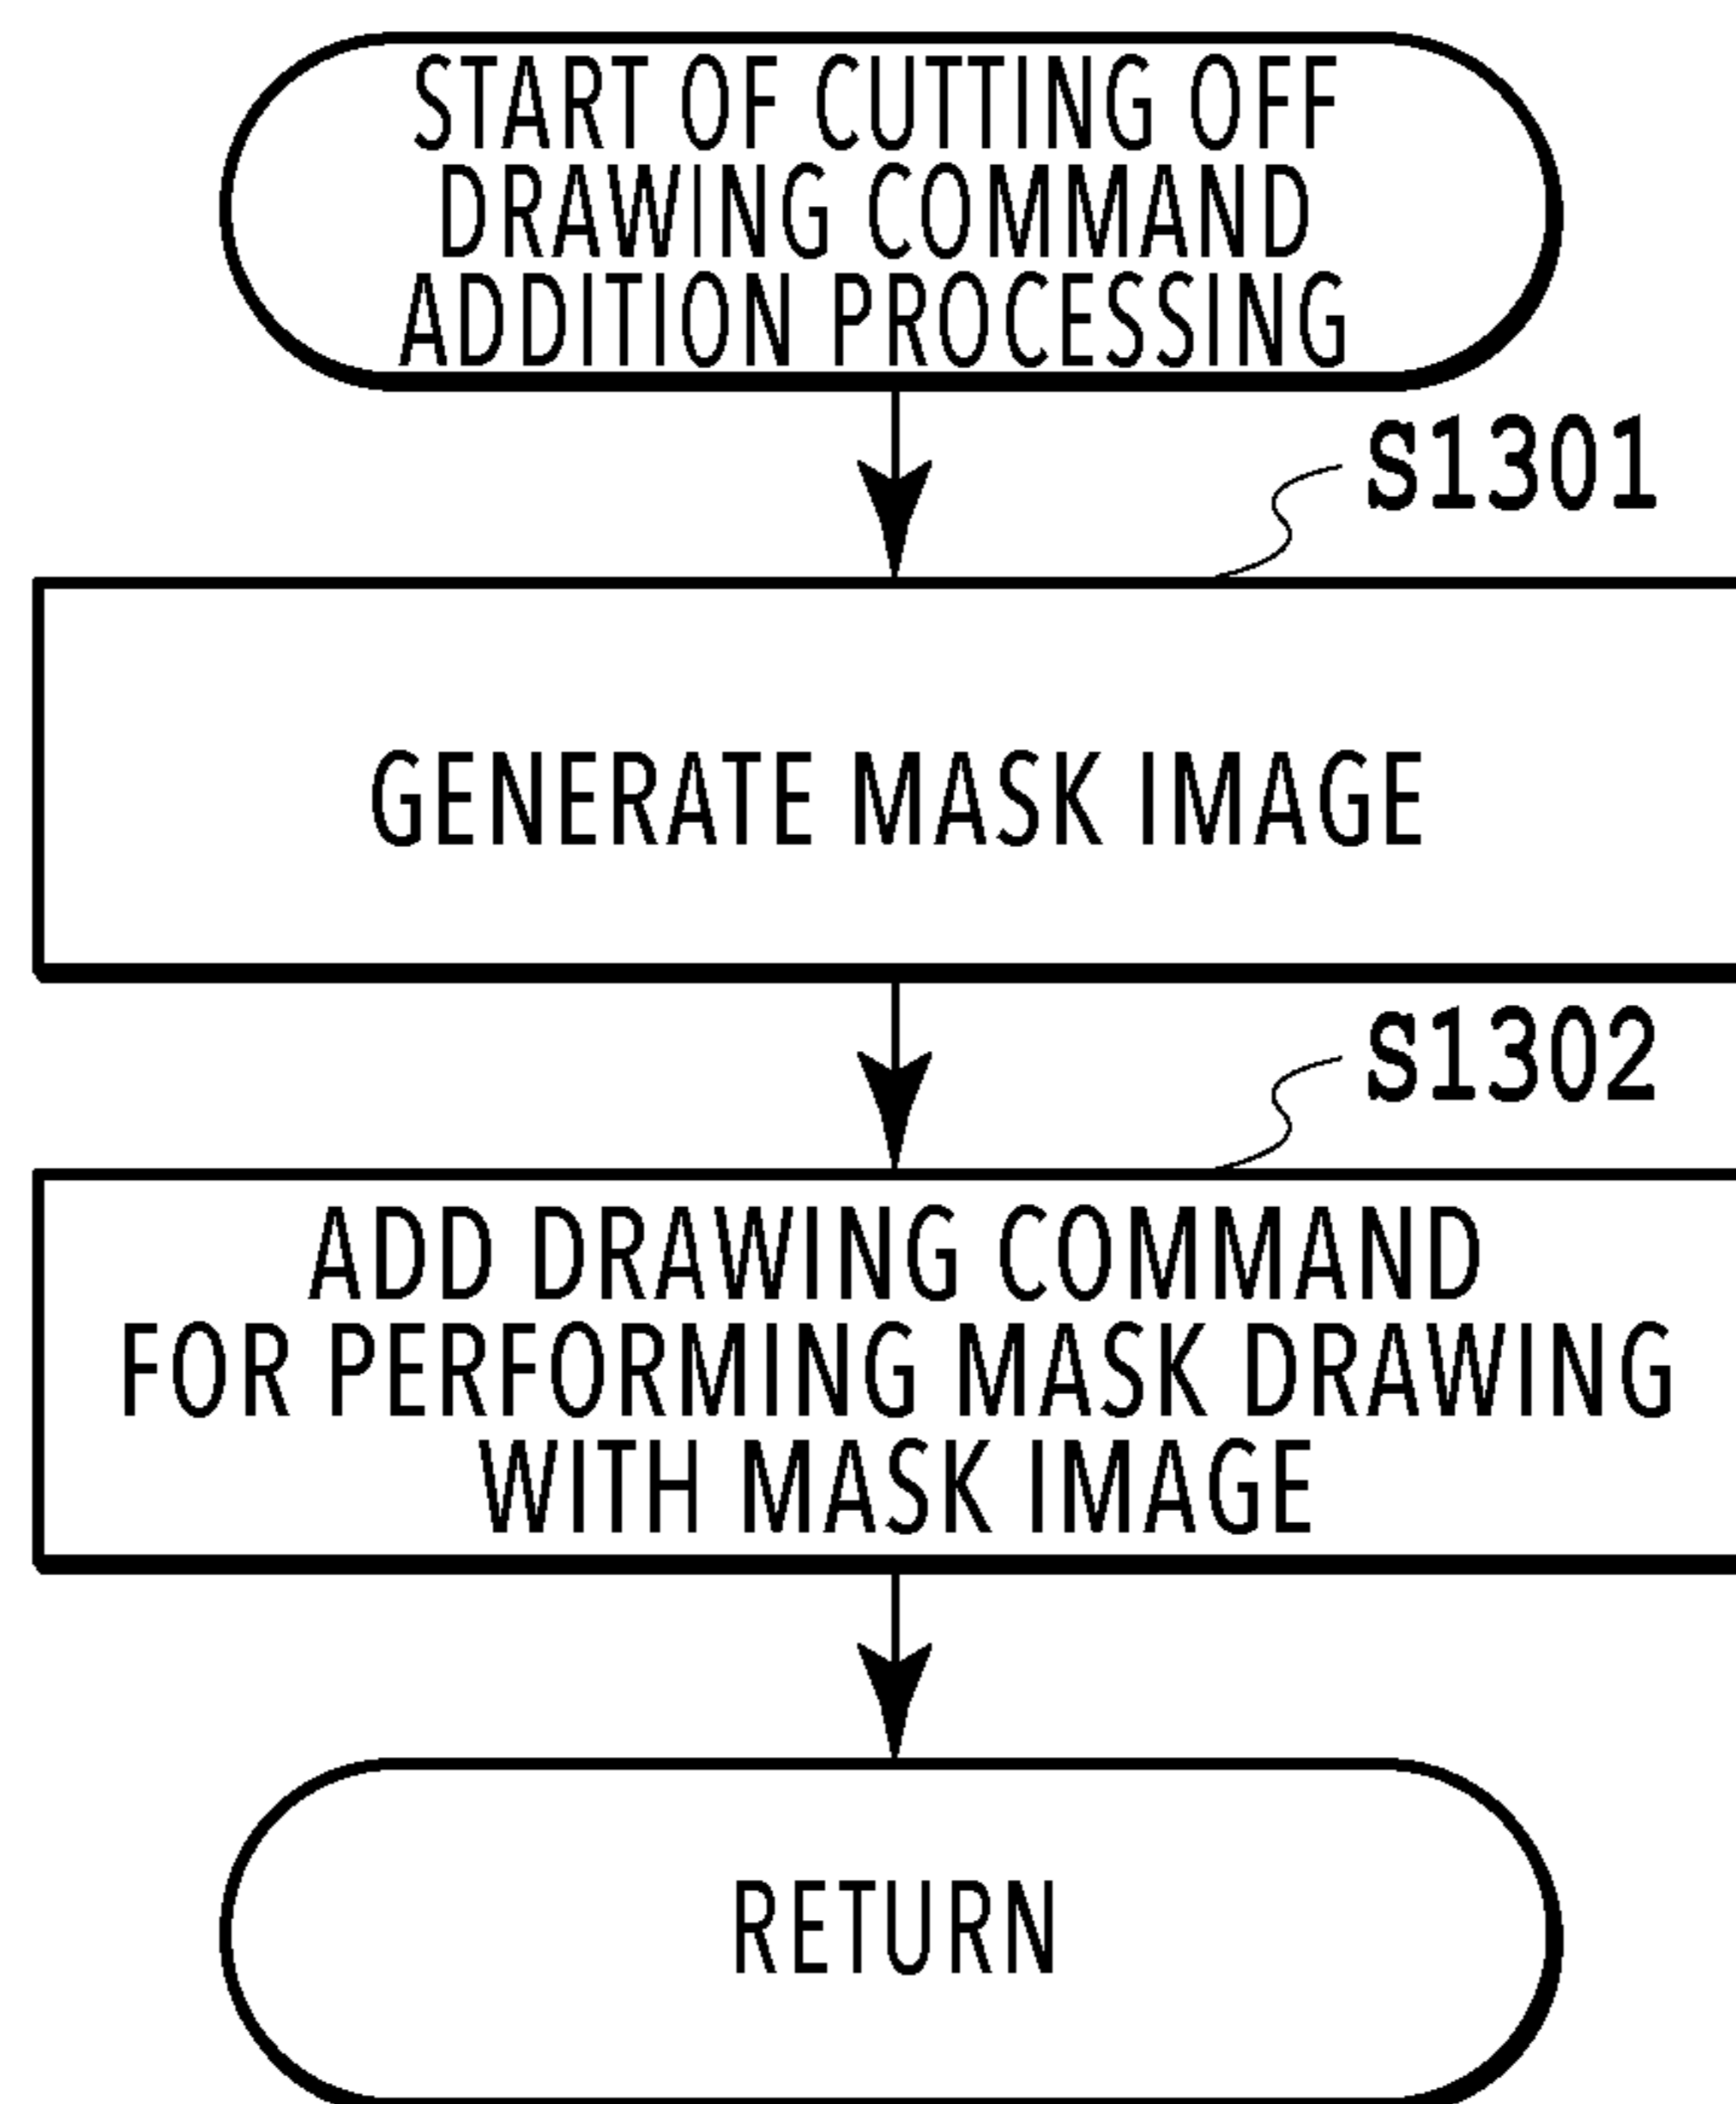 START OF CUTTING OFF
DRAWING COMMAND
ADDITION PROCESSING
S1301
GENERATE MASK IMAGE
S1302
ADD DRAWING COMMAND
FOR PERFORMING MASK DRAWING
WITH MASK IMAGE
RETURN